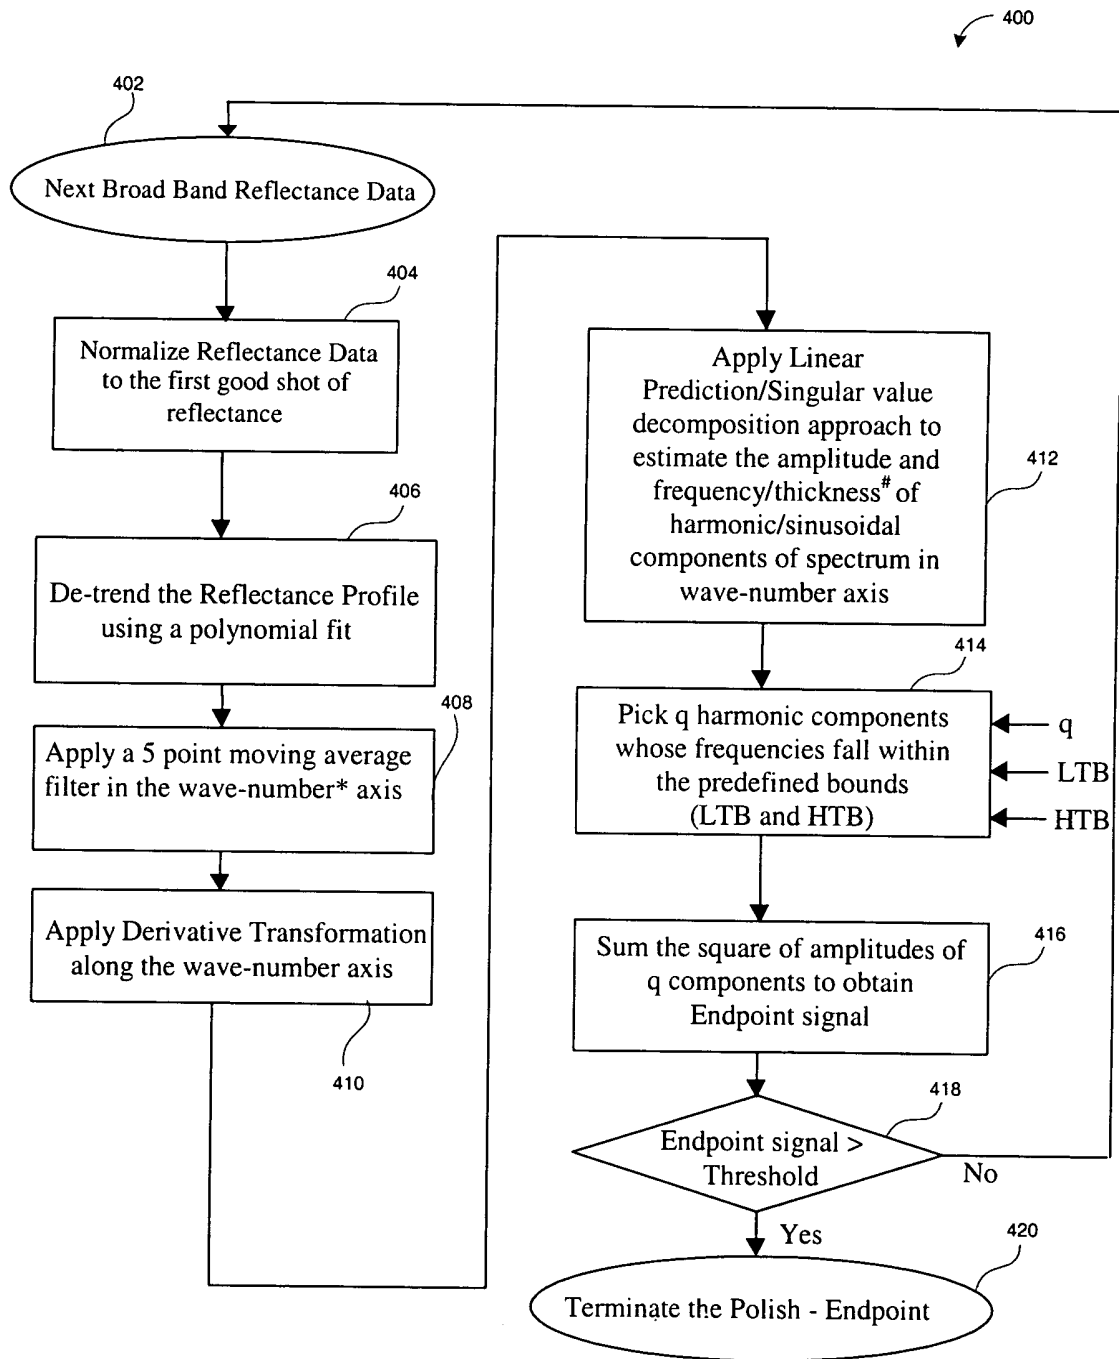 400
402
Next Broad Band Reflectance Data
404
Normalize Reflectance Data
to the first good shot of
reflectance
406
De-trend the Reflectance Profile
using a polynomial fit
408
Apply a 5 point moving average
filter in the wave-number* axis
Apply Derivative Transformation
along the wave-number axis
410
Apply Linear
Prediction/Singular value
decomposition approach to
estimate the amplitude and
frequency/thickness# of
harmonic/sinusoidal
components of spectrum in
wave-number axis
412
414
Pick q harmonic components
whose frequencies fall within
the predefined bounds
(LTB and HTB)
q
LTB
HTB
Sum the square of amplitudes of
q components to obtain
Endpoint signal
416
418
Endpoint signal >
Threshold
No
Yes
420
Terminate the Polish - Endpoint